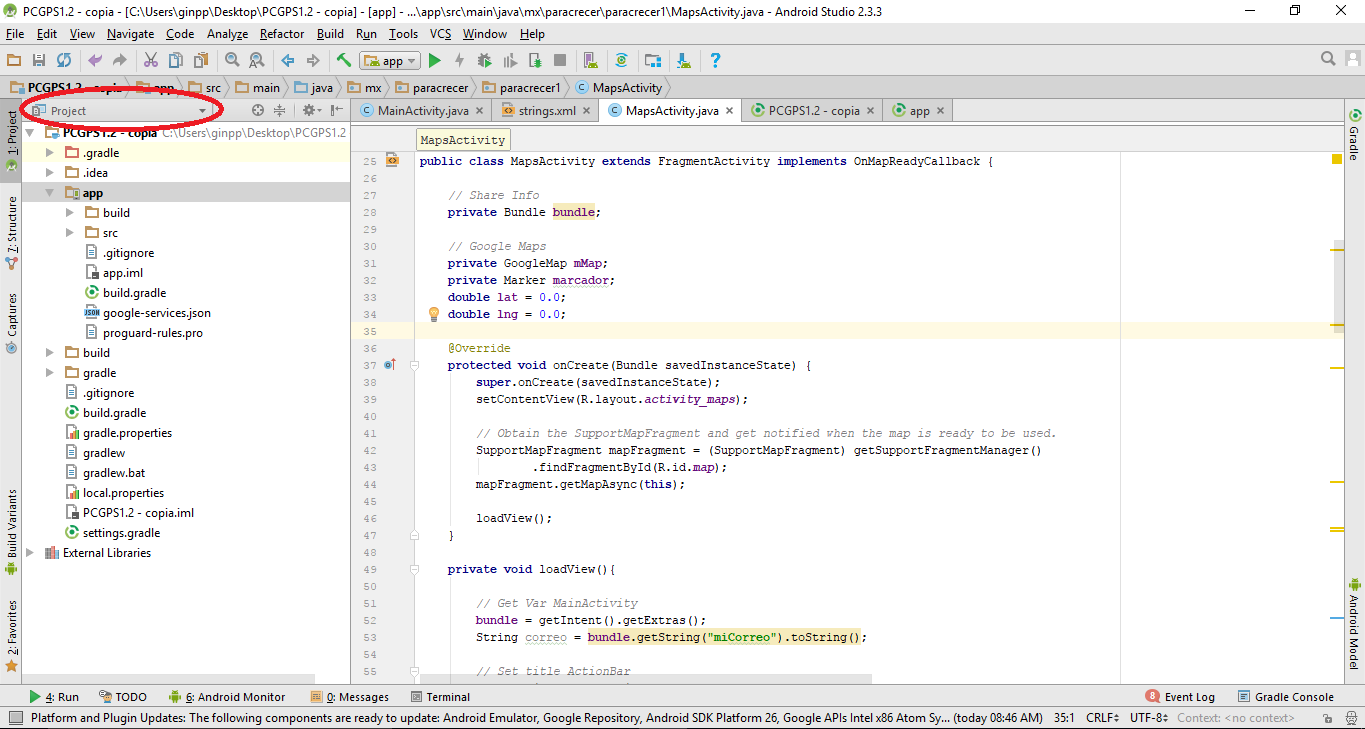 PCGPS1.2 - copia - [C:\Users\ginpp\Desktop\PCGPS1.2 - copia] - [app] - ...\app\src\main\java\mx\paracrecer\paracrecer1\MapsActivity.java - Android Studio 2.3.3
File Edit View Navigate Code Analyze Refactor Build Run Tools VCS Window Help
app
PCGPS1.2 - copia app src main java mx paracrecer paracrecer1 MapsActivity
Project
MainActivity.java strings.xml MapsActivity.java PCGPS1.2 - copia app
1: Project
7: Structure
Captures
Build Variants
2: Favorites
PCGPS1.2 - copia C:\Users\ginpp\Desktop\PCGPS1.2
.gradle
.idea
app
build
src
.gitignore
app.iml
build.gradle
google-services.json
proguard-rules.pro
build
gradle
.gitignore
build.gradle
gradle.properties
gradlew
gradlew.bat
local.properties
PCGPS1.2 - copia.iml
settings.gradle
External Libraries
MapsActivity
25 public class MapsActivity extends FragmentActivity implements OnMapReadyCallback {
26
27 // Share Info
28 private Bundle bundle;
29
30 // Google Maps
31 private GoogleMap mMap;
32 private Marker marcador;
33 double lat = 0.0;
34 double lng = 0.0;
35
36 @Override
37 protected void onCreate(Bundle savedInstanceState) {
38 super.onCreate(savedInstanceState);
39 setContentView(R.layout.activity_maps);
40
41 // Obtain the SupportMapFragment and get notified when the map is ready to be used.
42 SupportMapFragment mapFragment = (SupportMapFragment) getSupportFragmentManager()
43 .findFragmentById(R.id.map);
44 mapFragment.getMapAsync(this);
45
46 loadView();
47 }
48
49 private void loadView(){
50
51 // Get Var MainActivity
52 bundle = getIntent().getExtras();
53 String correo = bundle.getString("miCorreo").toString();
54
55 // Set title ActionBar
Gradle
Android Model
4: Run TODO 6: Android Monitor 0: Messages Terminal 8 Event Log Gradle Console
Platform and Plugin Updates: The following components are ready to update: Android Emulator, Google Repository, Android SDK Platform 26, Google APIs Intel x86 Atom Sy... (today 08:46 AM) 35:1 CRLF UTF-8 Context: <no context>